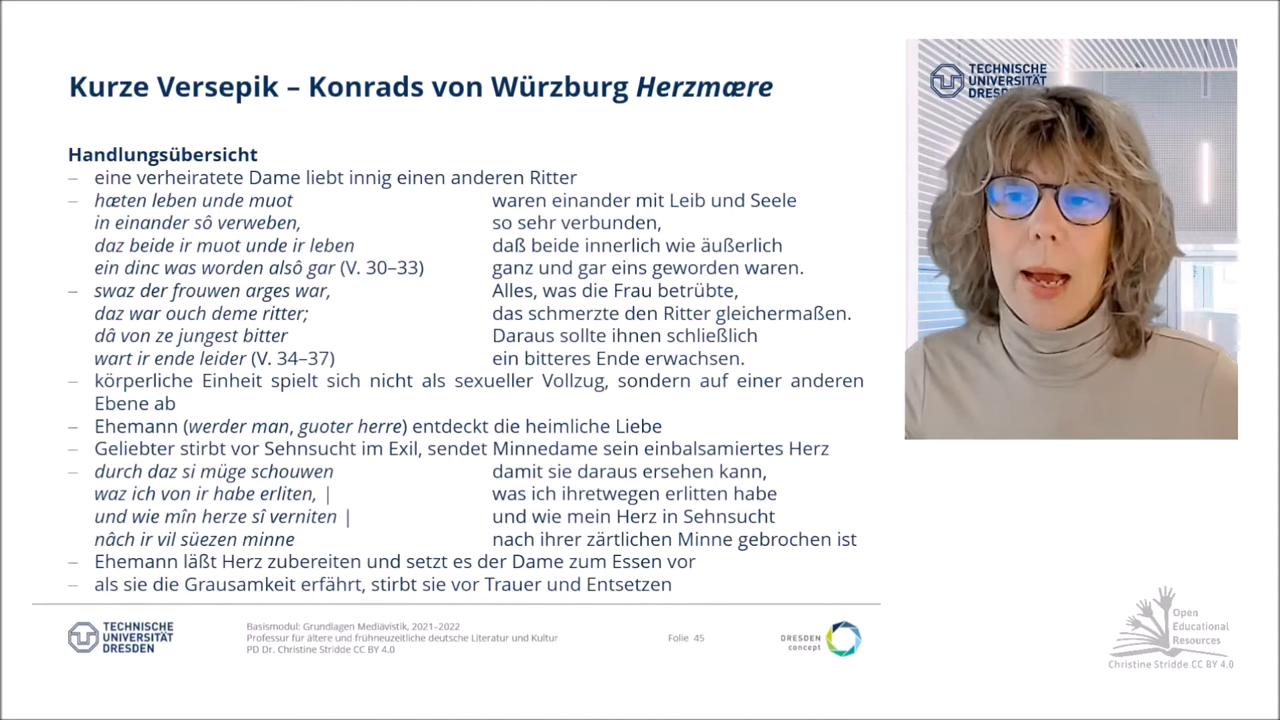 Kurze Versepik – Konrads von Würzburg Herzmære
Handlungsübersicht
– eine verheiratete Dame liebt innig einen anderen Ritter
– hæten leben unde muot waren einander mit Leib und Seele
in einander sô verweben, so sehr verbunden,
daz beide ir muot unde ir leben daß beide innerlich wie äußerlich
ein dinc was worden alsô gar (V. 30–33) ganz und gar eins geworden waren.
– swaz der frouwen arges war, Alles, was die Frau betrübte,
daz war ouch deme ritter; das schmerzte den Ritter gleichermaßen.
dâ von ze jungest bitter Daraus sollte ihnen schließlich
wart ir ende leider (V. 34–37) ein bitteres Ende erwachsen.
– körperliche Einheit spielt sich nicht als sexueller Vollzug, sondern auf einer anderen
Ebene ab
– Ehemann (werder man, guoter herre) entdeckt die heimliche Liebe
– Geliebter stirbt vor Sehnsucht im Exil, sendet Minnedame sein einbalsamiertes Herz
– durch daz si müge schouwen damit sie daraus ersehen kann,
waz ich von ir habe erliten, | was ich ihretwegen erlitten habe
und wie mîn herze sî verniten | und wie mein Herz in Sehnsucht
nâch ir vil süezen minne nach ihrer zärtlichen Minne gebrochen ist
– Ehemann läßt Herz zubereiten und setzt es der Dame zum Essen vor
– als sie die Grausamkeit erfährt, stirbt sie vor Trauer und Entsetzen
TECHNISCHE
UNIVERSITÄT
DRESDEN
Basismodul: Grundlagen Mediävistik, 2021–2022
Professur für ältere und frühneuzeitliche deutsche Literatur und Kultur
PD Dr. Christine Stridde CC BY 4.0
Folie 45
DRESDEN
concept
TECHNISCHE
UNIVERSITÄT
DRES
Open
Educational
Resources
Christine Stridde CC BY 4.0